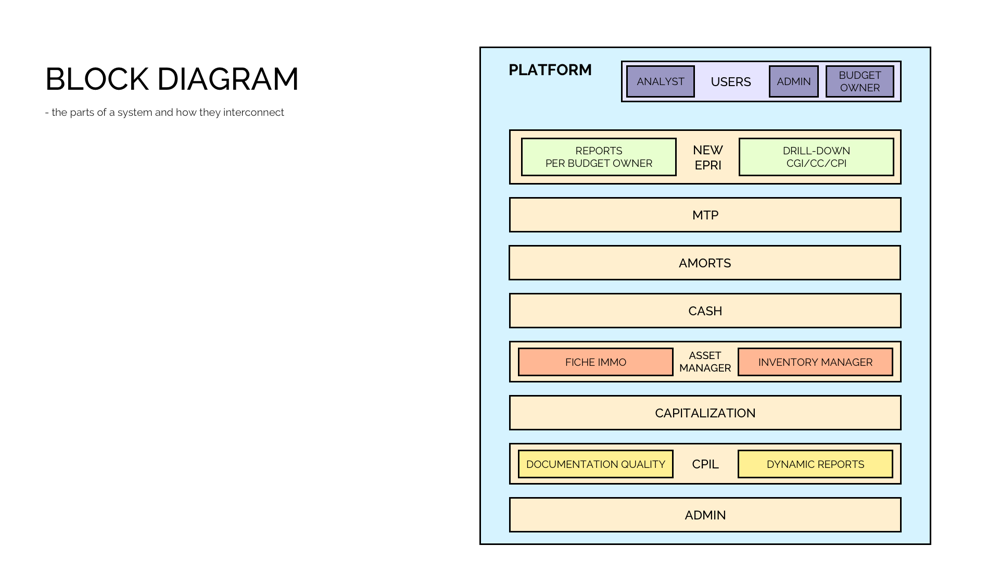 BLOCK DIAGRAM
- the parts of a system and how they interconnect
PLATFORM
ANALYST
USERS
ADMIN
BUDGET
OWNER
REPORTS
PER BUDGET OWNER
NEW
EPRI
DRILL-DOWN
CGI/CC/CPI
MTP
AMORTS
CASH
FICHE IMMO
ASSET
MANAGER
INVENTORY MANAGER
CAPITALIZATION
DOCUMENTATION QUALITY
CPIL
DYNAMIC REPORTS
ADMIN